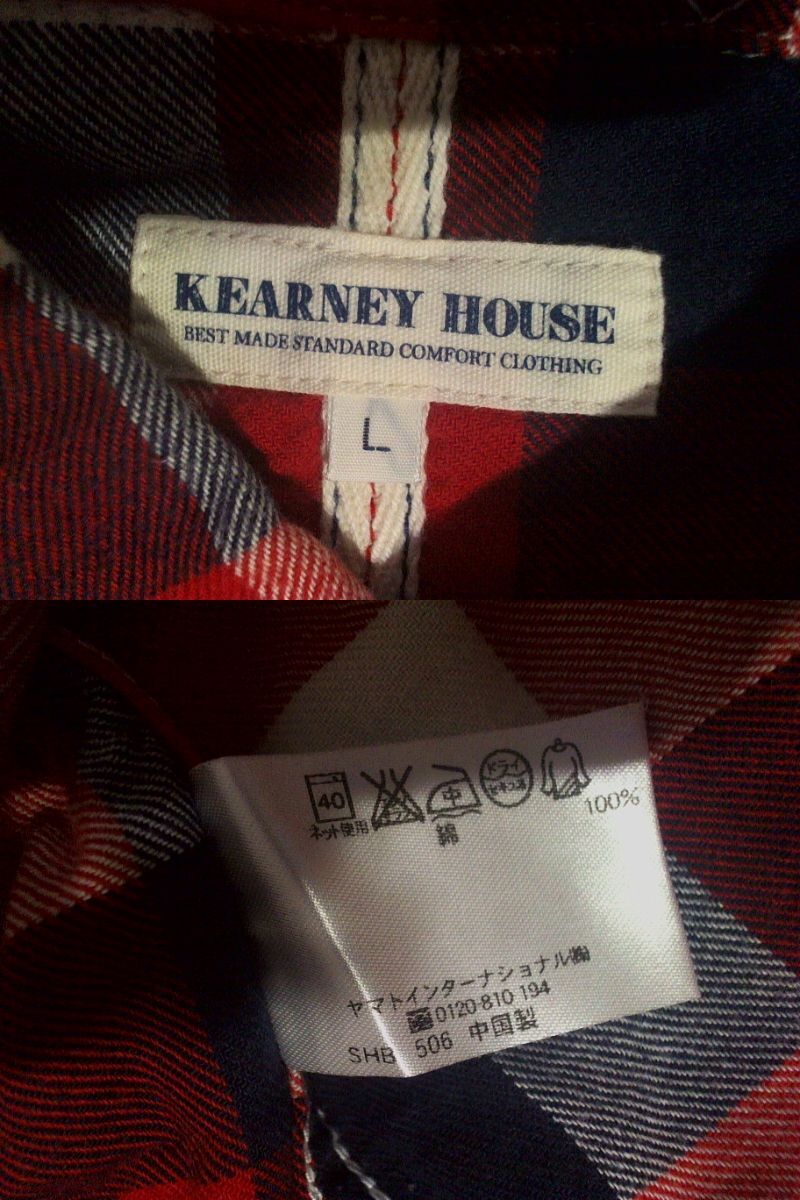 KEARNEY HOUSE
BEST MADE STANDARD COMFORT CLOTHING
L
40 中 ドライ
ネット使用
綿 100%
ヤマトインターナショナル㈱
0120-810 194
SHB 506 中国製